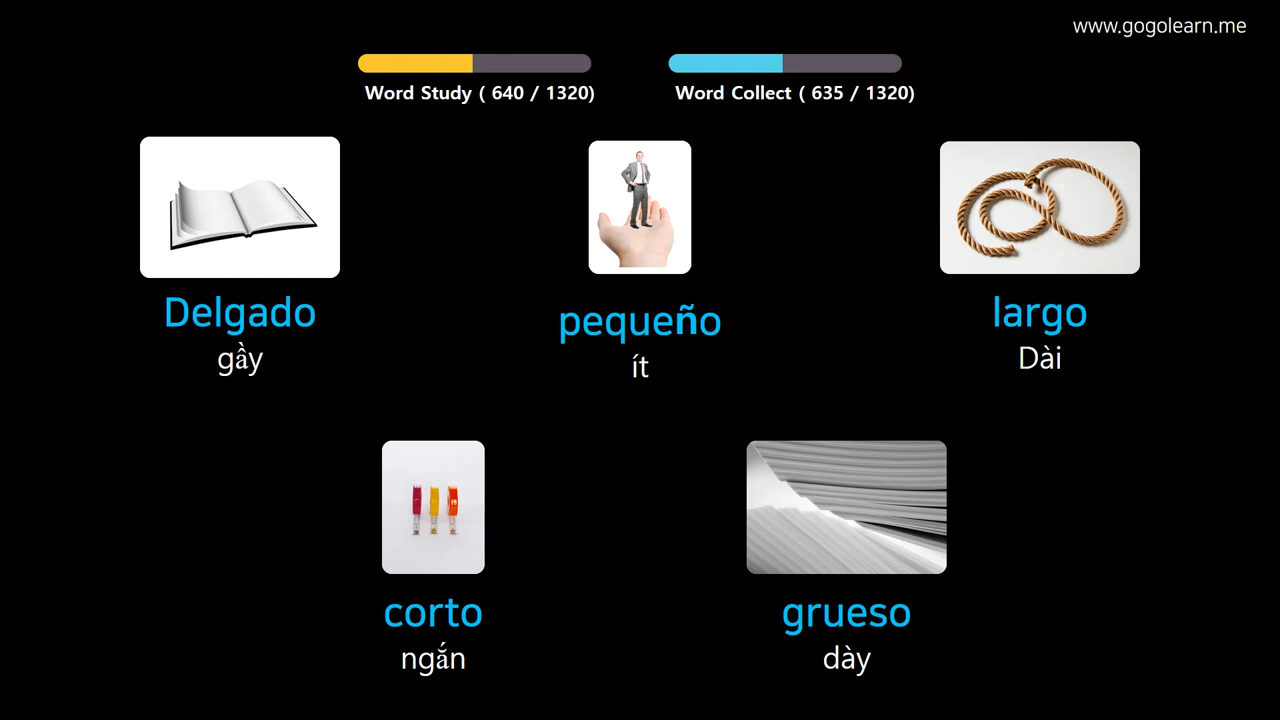 www.gogolearn.me
Word Study ( 640 / 1320)
Word Collect ( 635 / 1320)
Delgado
gầy
pequeño
ít
largo
Dài
corto
ngắn
grueso
dày